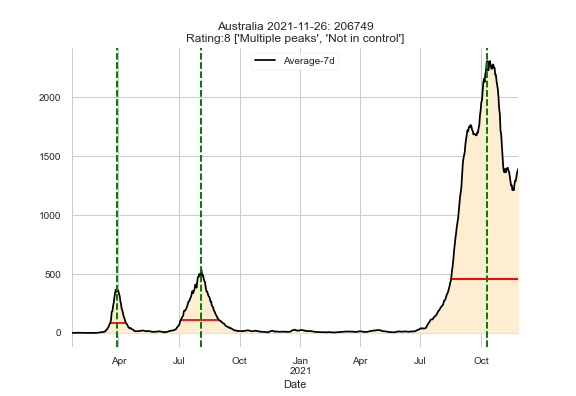 Australia 2021-11-26: 206749
Rating:8 ['Multiple peaks', 'Not in control']
Average-7d
2000
1500
1000
500
0
Apr Jul Oct Jan Apr Jul Oct
2021
Date